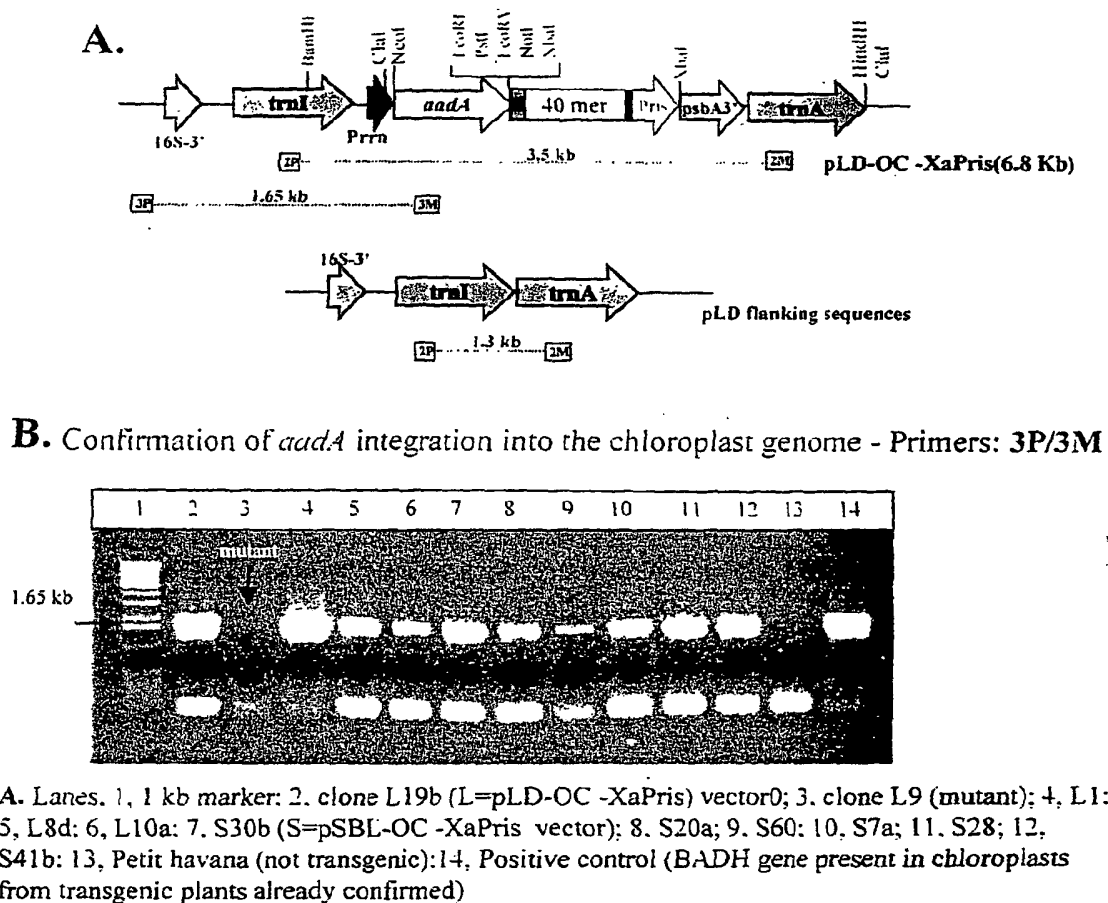 A.
BamHI
ClaI
NcoI
EcoRI
PstI
EcoRV
NotI
XbaI
XbaI
HindIII
ClaI
trnI
aadA
40 mer
Pris
psbA3'
trnA
16S-3'
Prrn
2P 3.5 kb 2M
pLD-OC -XaPris(6.8 Kb)
3P 1.65 kb 3M
16S-3'
trnI
trnA
pLD flanking sequences
2P 1.3 kb 2M
B. Confirmation of aadA integration into the chloroplast genome - Primers: 3P/3M
1 2 3 4 5 6 7 8 9 10 11 12 13 14
mutant
1.65 kb
A. Lanes. 1, 1 kb marker: 2. clone L19b (L=pLD-OC -XaPris) vector0; 3. clone L9 (mutant); 4, L1:
5, L8d: 6, L10a: 7. S30b (S=pSBL-OC -XaPris vector); 8. S20a; 9. S60: 10. S7a; 11. S28; 12,
S41b: 13, Petit havana (not transgenic):14, Positive control (BADH gene present in chloroplasts
from transgenic plants already confirmed)